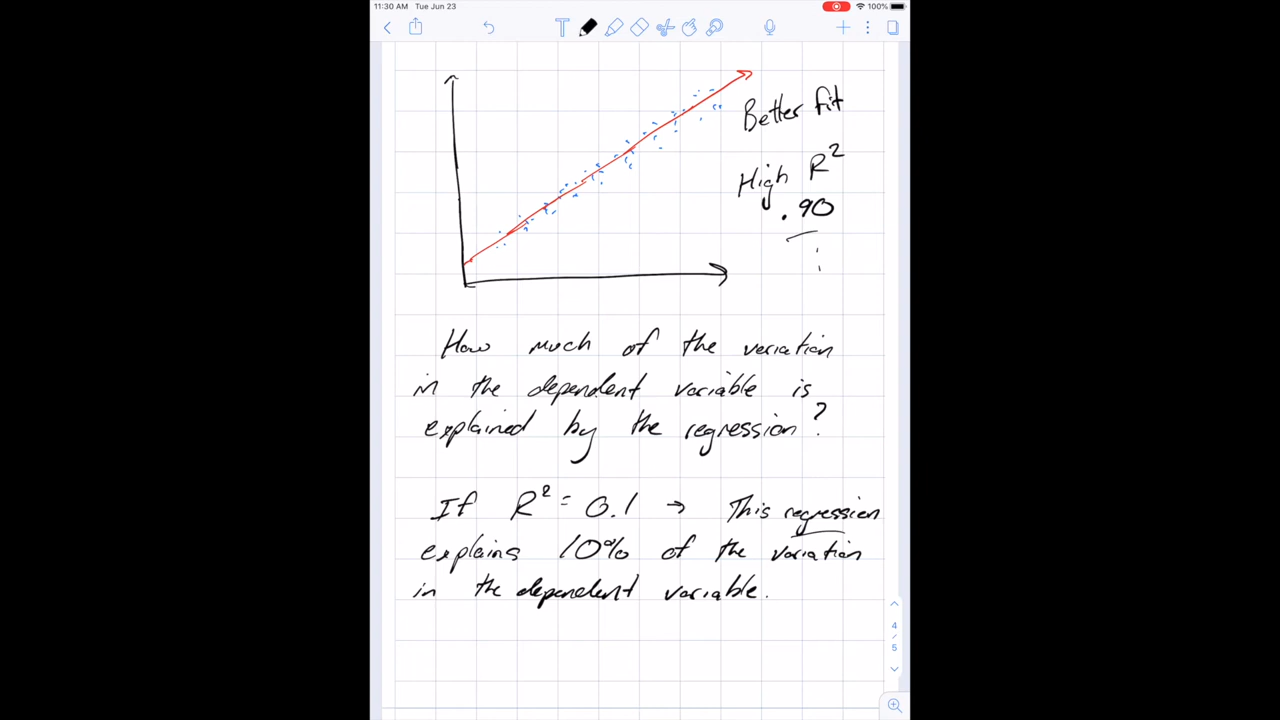 11:30 AM Tue Jun 23
100%
T
Better fit
High R²
.90
How much of the variation
in the dependent variable is
explained by the regression?
If R² = 0.1 → This regression
explains 10% of the variation
in the dependent variable.
4
/
5